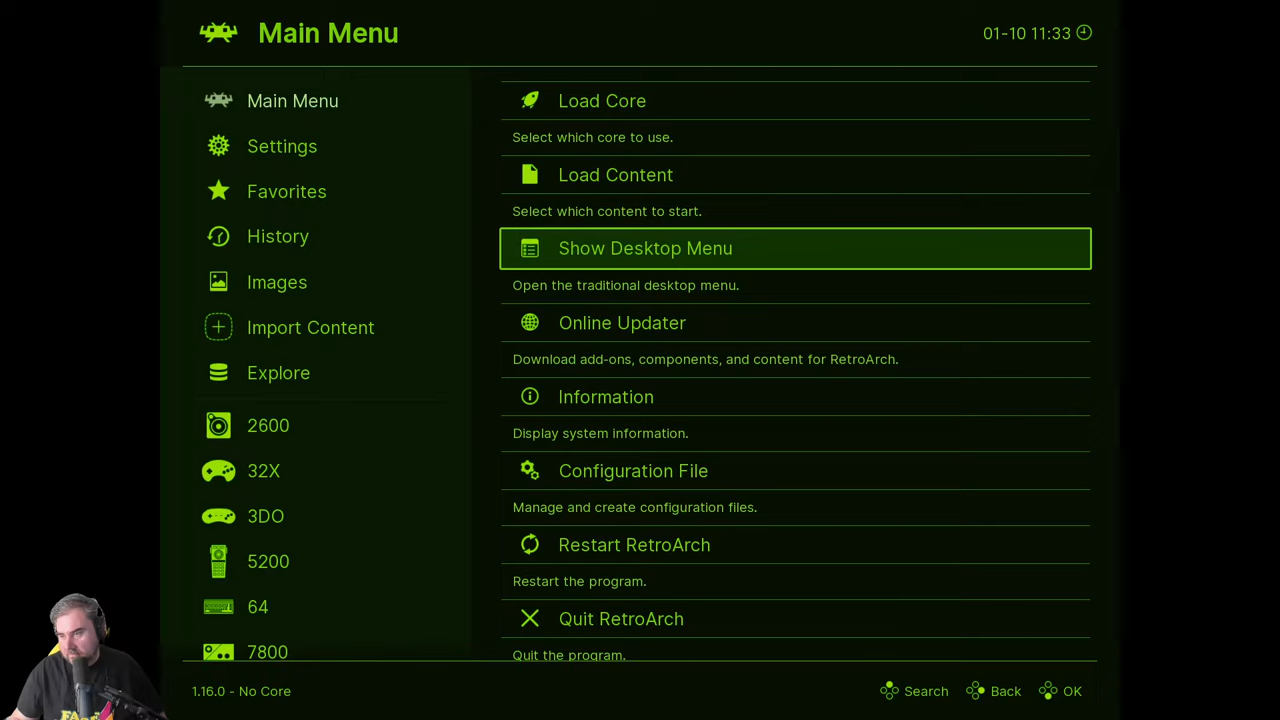 Main Menu
01-10 11:33
Main Menu
Settings
Favorites
History
Images
Import Content
Explore
2600
32X
3DO
5200
64
7800
Load Core
Select which core to use.
Load Content
Select which content to start.
Show Desktop Menu
Open the traditional desktop menu.
Online Updater
Download add-ons, components, and content for RetroArch.
Information
Display system information.
Configuration File
Manage and create configuration files.
Restart RetroArch
Restart the program.
Quit RetroArch
Quit the program.
1.16.0 - No Core
Search
Back
OK